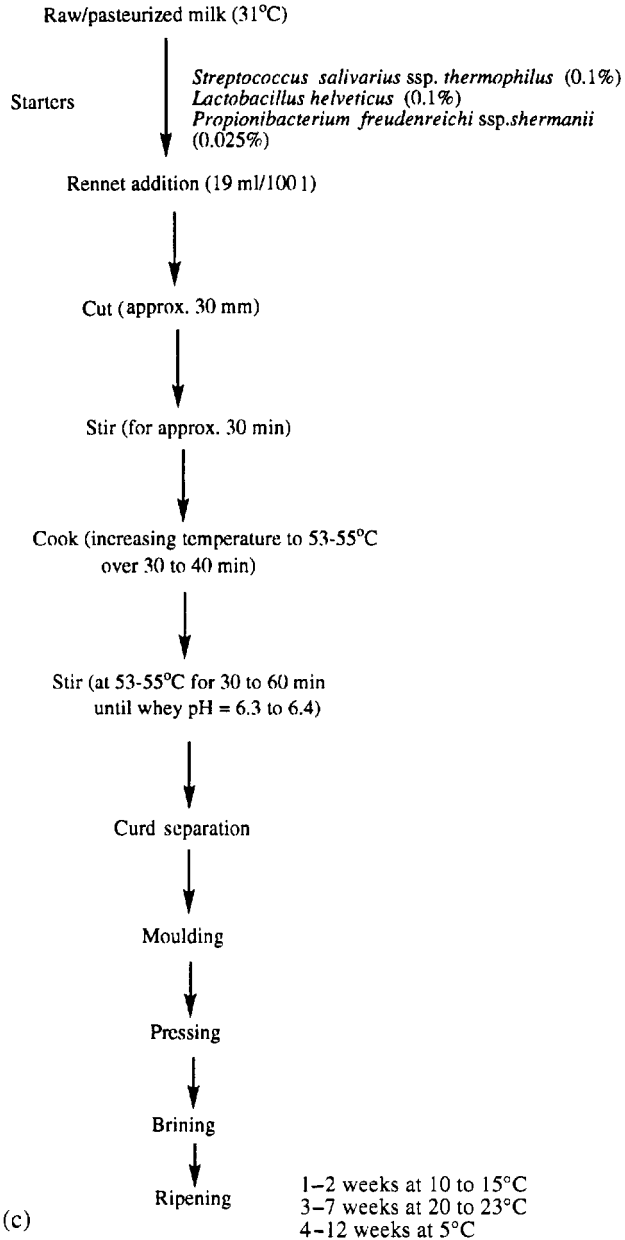 Raw/pasteurized milk (31°C)
Starters
Streptococcus salivarius ssp. thermophilus (0.1%)
Lactobacillus helveticus (0.1%)
Propionibacterium freudenreichi ssp.shermanii
(0.025%)
Rennet addition (19 ml/100 l)
Cut (approx. 30 mm)
Stir (for approx. 30 min)
Cook (increasing temperature to 53-55°C
over 30 to 40 min)
Stir (at 53-55°C for 30 to 60 min
until whey pH = 6.3 to 6.4)
Curd separation
Moulding
Pressing
Brining
Ripening
1–2 weeks at 10 to 15°C
3–7 weeks at 20 to 23°C
4–12 weeks at 5°C
(c)